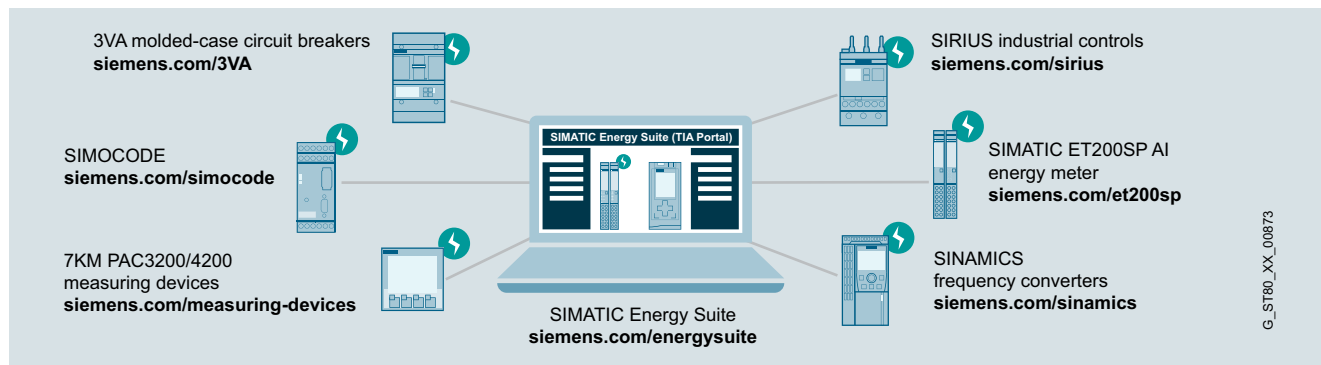 3VA molded-case circuit breakers
siemens.com/3VA
SIMOCODE
siemens.com/simocode
7KM PAC3200/4200
measuring devices
siemens.com/measuring-devices
SIMATIC Energy Suite (TIA Portal)
SIMATIC Energy Suite
siemens.com/energysuite
SIRIUS industrial controls
siemens.com/sirius
SIMATIC ET200SP AI
energy meter
siemens.com/et200sp
SINAMICS
frequency converters
siemens.com/sinamics
G_ST80_XX_00873